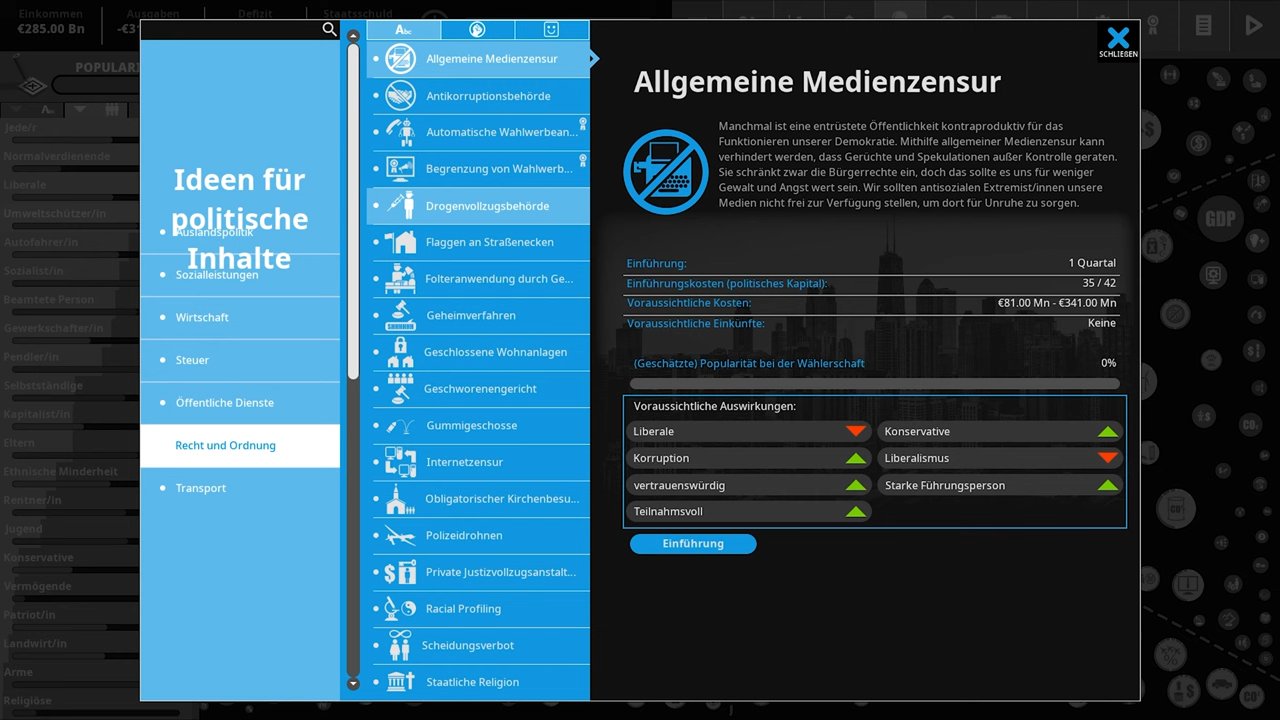 Einkommen
€285.00 Bn
Ausgaben
Defizit
Staatsschuld
POPULARI
Jede/r
Normalverdienende
Liberale
Umweltschützer/in
Autofahrer/in
Sozialist/in
Beamtete Person
Gewerkschafter/in
Pendler/in
Selbstständige
Kapitalist/in
Eltern
Ethnische Minderheit
Rentner/in
Jugend
Konservative
Vermögende
Patriot/in
Landwirt/in
Arme
Religiöse
Ideen für
politische
Inhalte
Auslandspolitik
Sozialleistungen
Wirtschaft
Steuer
Öffentliche Dienste
Recht und Ordnung
Transport
Abc
Allgemeine Medienzensur
Antikorruptionsbehörde
Automatische Wahlwerbean...
Begrenzung von Wahlwerb...
Drogenvollzugsbehörde
Flaggen an Straßenecken
Folteranwendung durch Ge...
Geheimverfahren
Geschlossene Wohnanlagen
Geschworenengericht
Gummigeschosse
Internetzensur
Obligatorischer Kirchenbesu...
Polizeidrohnen
Private Justizvollzugsanstalt...
Racial Profiling
Scheidungsverbot
Staatliche Religion
SCHLIEẞEN
Allgemeine Medienzensur
Manchmal ist eine entrüstete Öffentlichkeit kontraproduktiv für das
Funktionieren unserer Demokratie. Mithilfe allgemeiner Medienzensur kann
verhindert werden, dass Gerüchte und Spekulationen außer Kontrolle geraten.
Sie schränkt zwar die Bürgerrechte ein, doch das sollte es uns für weniger
Gewalt und Angst wert sein. Wir sollten antisozialen Extremist/innen unsere
Medien nicht frei zur Verfügung stellen, um dort für Unruhe zu sorgen.
Einführung: 1 Quartal
Einführungskosten (politisches Kapital): 35 / 42
Voraussichtliche Kosten: €81.00 Mn - €341.00 Mn
Voraussichtliche Einkünfte: Keine
(Geschätzte) Popularität bei der Wählerschaft 0%
Voraussichtliche Auswirkungen:
Liberale Konservative
Korruption Liberalismus
vertrauenswürdig Starke Führungsperson
Teilnahmsvoll
Einführung
GDP